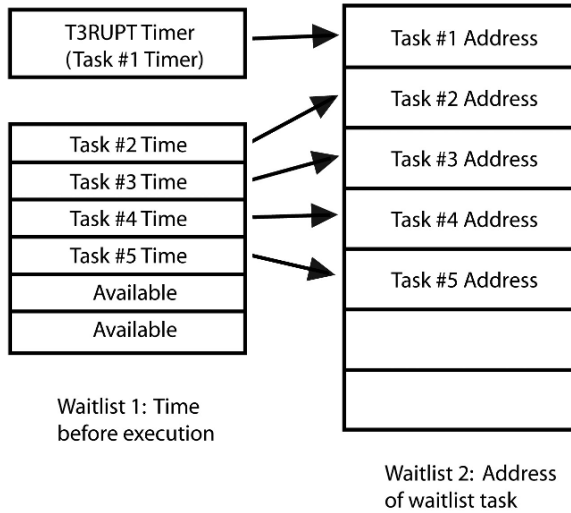 T3RUPT Timer
(Task #1 Timer)
Task #2 Time
Task #3 Time
Task #4 Time
Task #5 Time
Available
Available
Waitlist 1: Time
before execution
Task #1 Address
Task #2 Address
Task #3 Address
Task #4 Address
Task #5 Address
Waitlist 2: Address
of waitlist task